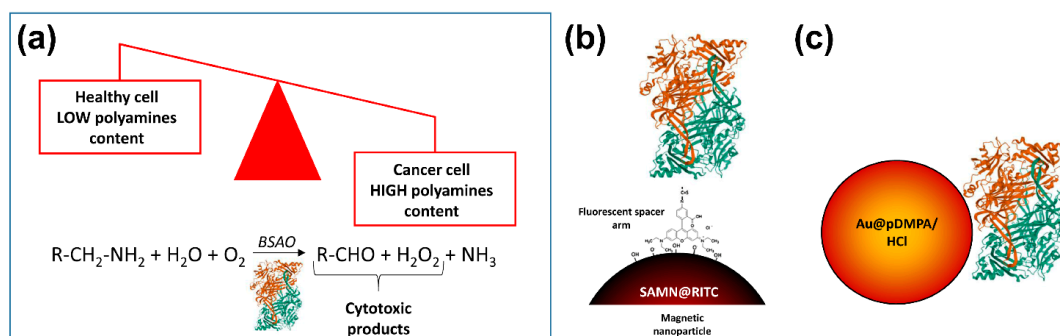 (a)
Healthy cell
LOW polyamines
content
Cancer cell
HIGH polyamines
content
BSAO
R-CH₂-NH₂ + H₂O + O₂ → R-CHO + H₂O₂ + NH₃
Cytotoxic
products
(b)
Fluorescent spacer
arm
SAMN@RITC
Magnetic
nanoparticle
(c)
Au@pDMPA/
HCl